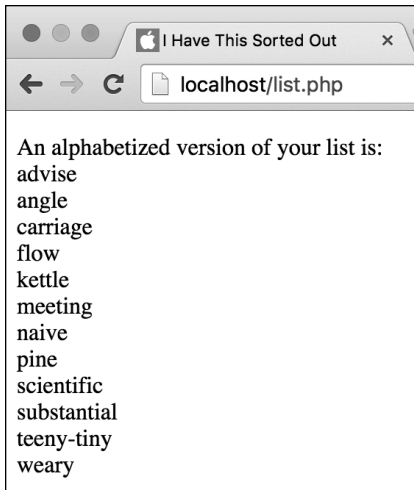 I Have This Sorted Out
localhost/list.php
An alphabetized version of your list is:
advise
angle
carriage
flow
kettle
meeting
naive
pine
scientific
substantial
teeny-tiny
weary